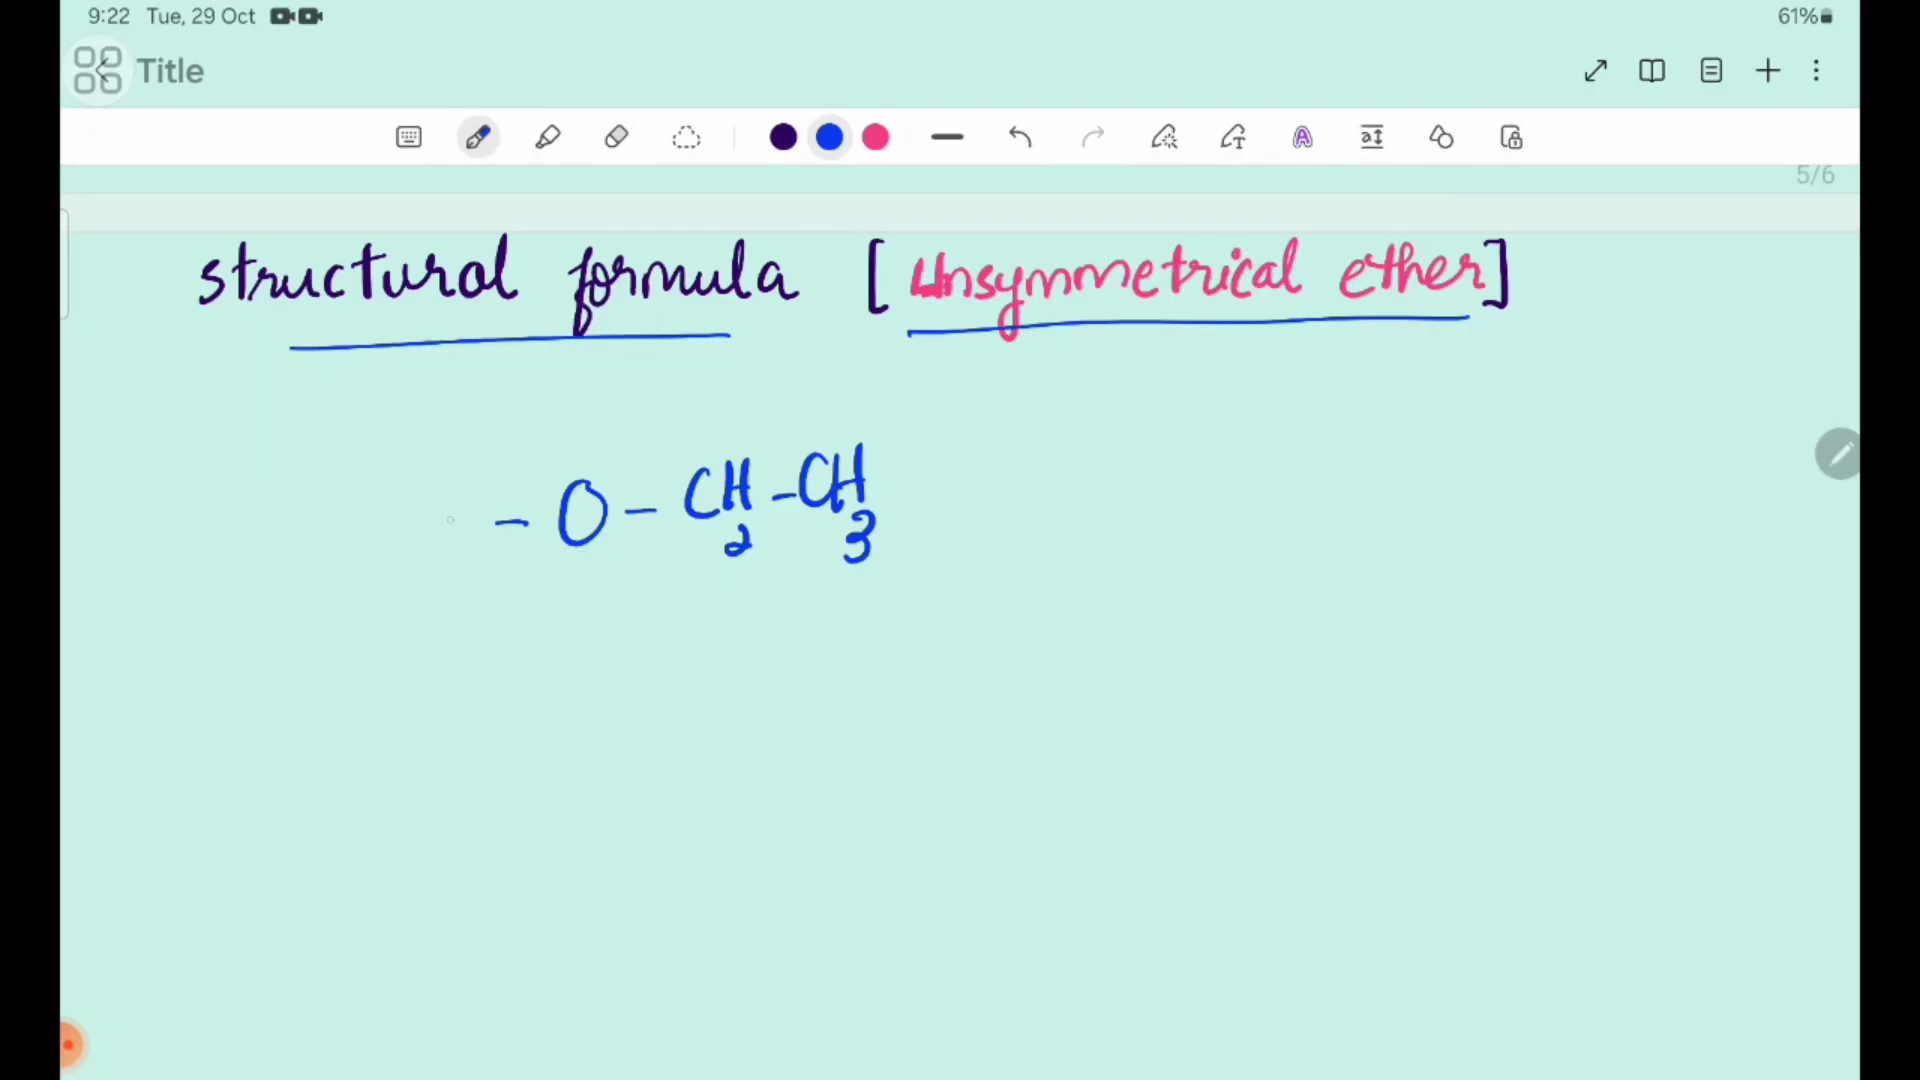 9:22 Tue, 29 Oct 61%
Title
5/6
structural formula [Unsymmetrical ether]
- O - CH2 - CH3